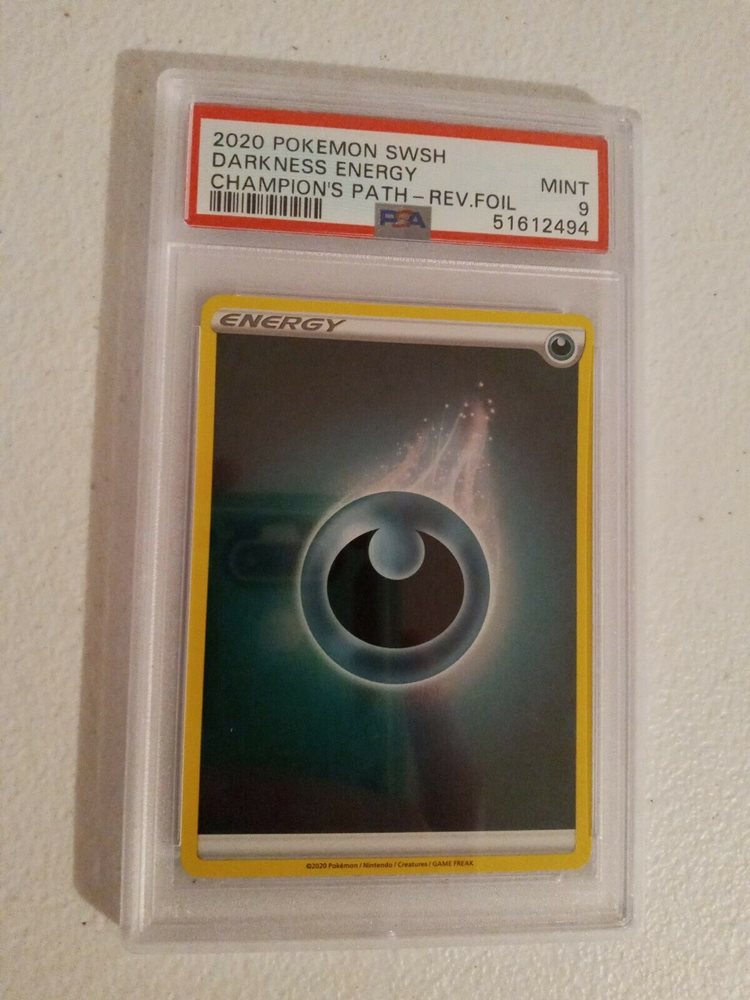 2020 POKEMON SWSH
DARKNESS ENERGY
CHAMPION'S PATH - REV.FOIL
MINT
9
51612494
PSA
ENERGY
©2020 Pokémon / Nintendo / Creatures / GAME FREAK